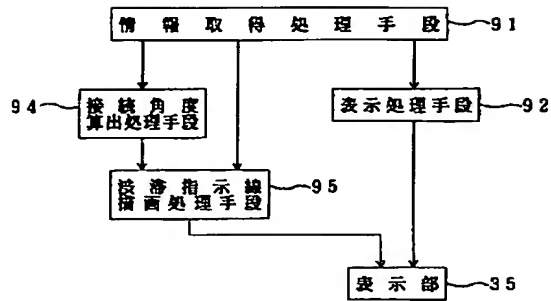 情報取得処理手段 91
94 接続角度
算出処理手段
表示処理手段 92
渋滞指示線 95
描画処理手段
表示部 35